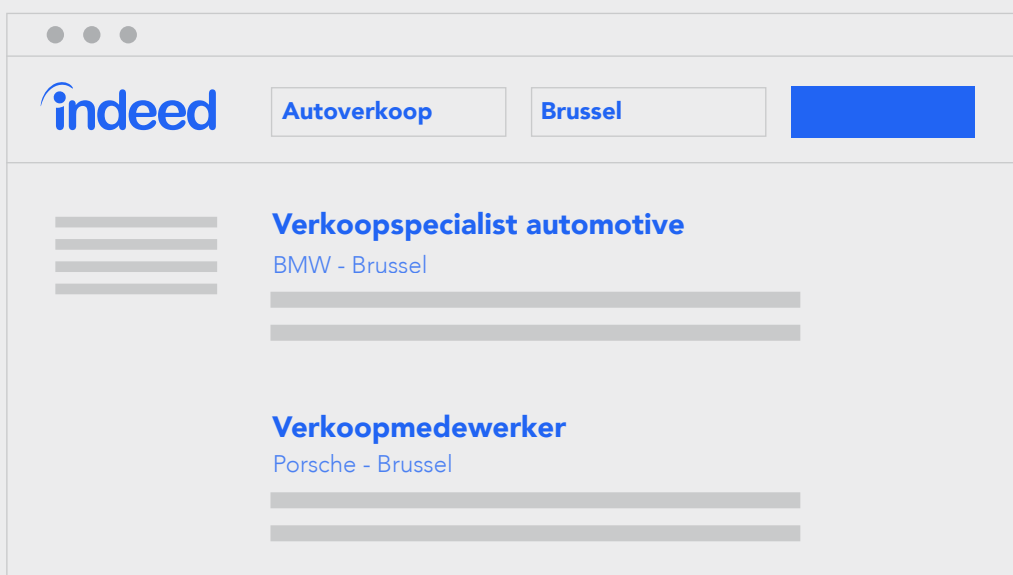 indeed
Autoverkoop
Brussel
Verkoopspecialist automotive
BMW - Brussel
Verkoopmedewerker
Porsche - Brussel